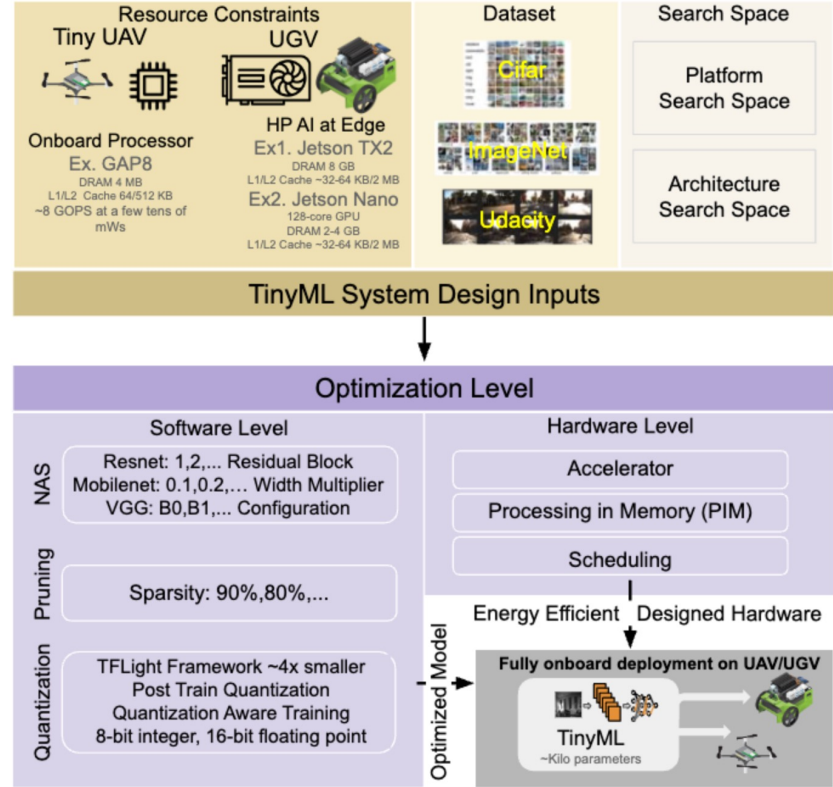 Resource Constraints
Tiny UAV
UGV
Onboard Processor
Ex. GAP8
DRAM 4 MB
L1/L2 Cache 64/512 KB
~8 GOPS at a few tens of
mWs
HP AI at Edge
Ex1. Jetson TX2
DRAM 8 GB
L1/L2 Cache ~32-64 KB/2 MB
Ex2. Jetson Nano
128-core GPU
DRAM 2-4 GB
L1/L2 Cache ~32-64 KB/2 MB
Dataset
Cifar
ImageNet
Udacity
Search Space
Platform
Search Space
Architecture
Search Space
TinyML System Design Inputs
Optimization Level
Software Level
NAS
Resnet: 1,2,... Residual Block
Mobilenet: 0.1,0.2,... Width Multiplier
VGG: B0,B1,... Configuration
Pruning
Sparsity: 90%,80%,...
Quantization
TFLight Framework ~4x smaller
Post Train Quantization
Quantization Aware Training
8-bit integer, 16-bit floating point
Hardware Level
Accelerator
Processing in Memory (PIM)
Scheduling
Energy Efficient Designed Hardware
Optimized Model
Fully onboard deployment on UAV/UGV
TinyML
~Kilo parameters